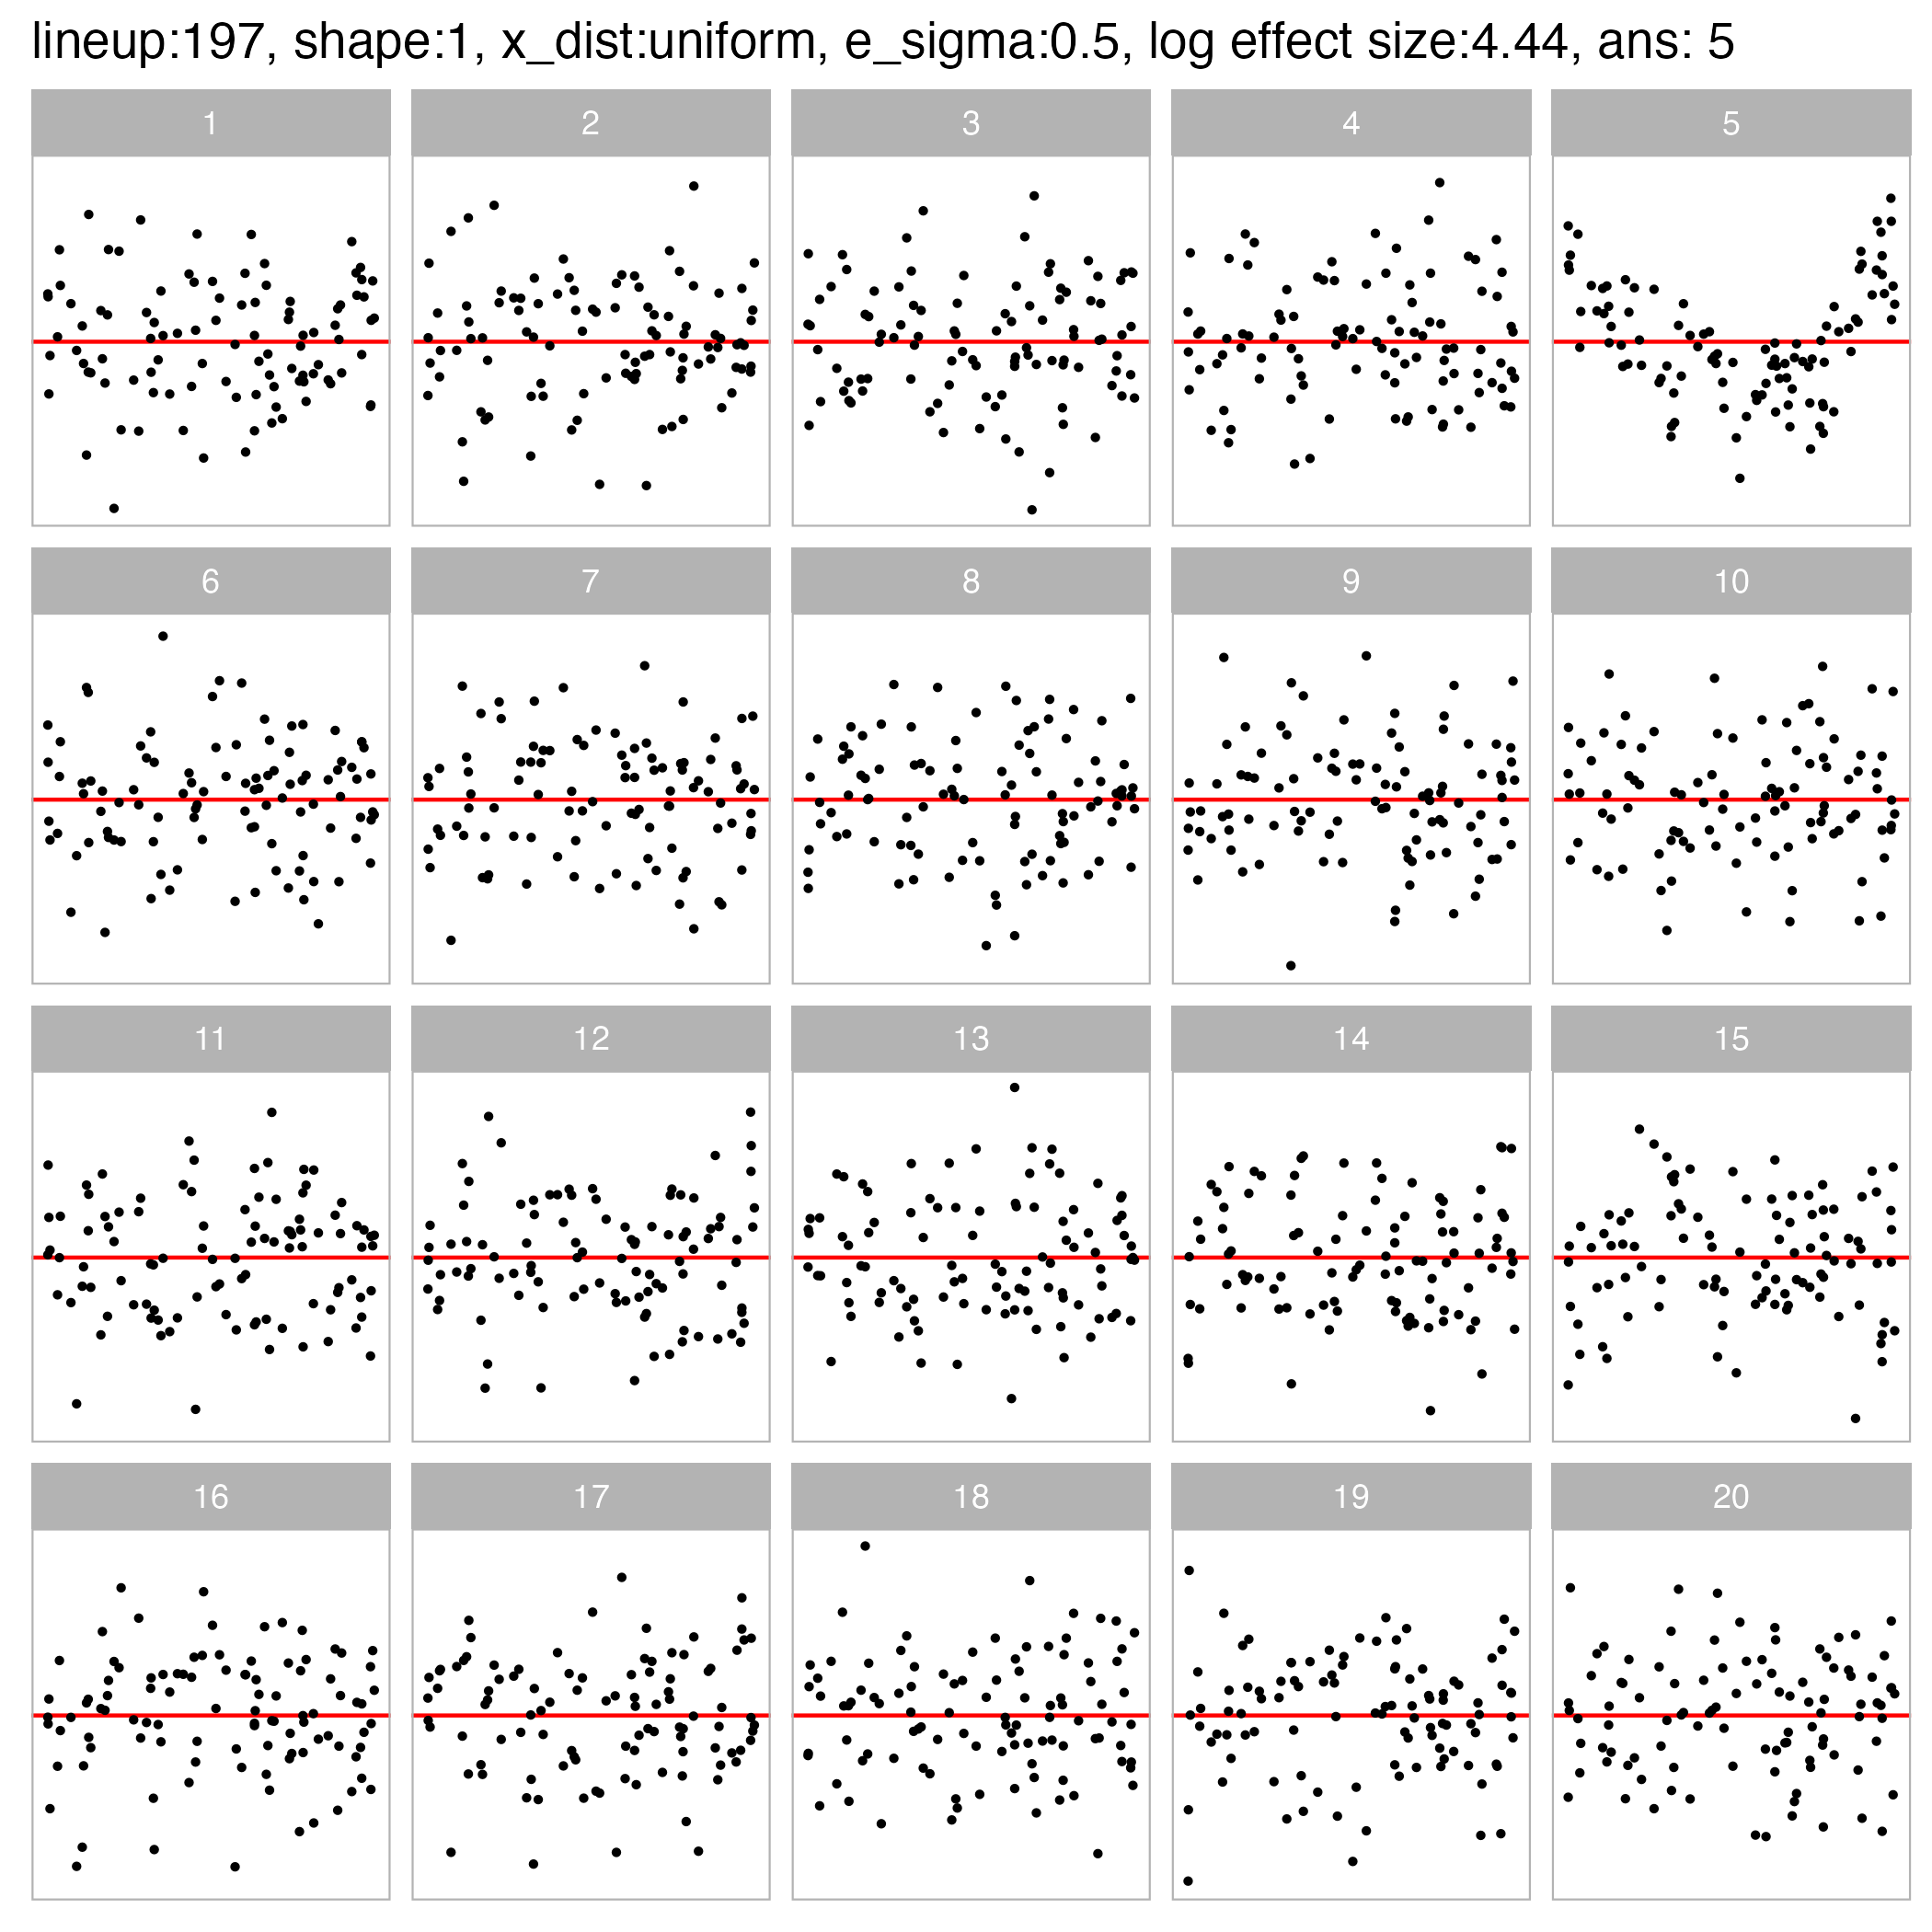 lineup:197, shape:1, x_dist:uniform, e_sigma:0.5, log effect size:4.44, ans: 5
1 2 3 4 5
6 7 8 9 10
11 12 13 14 15
16 17 18 19 20